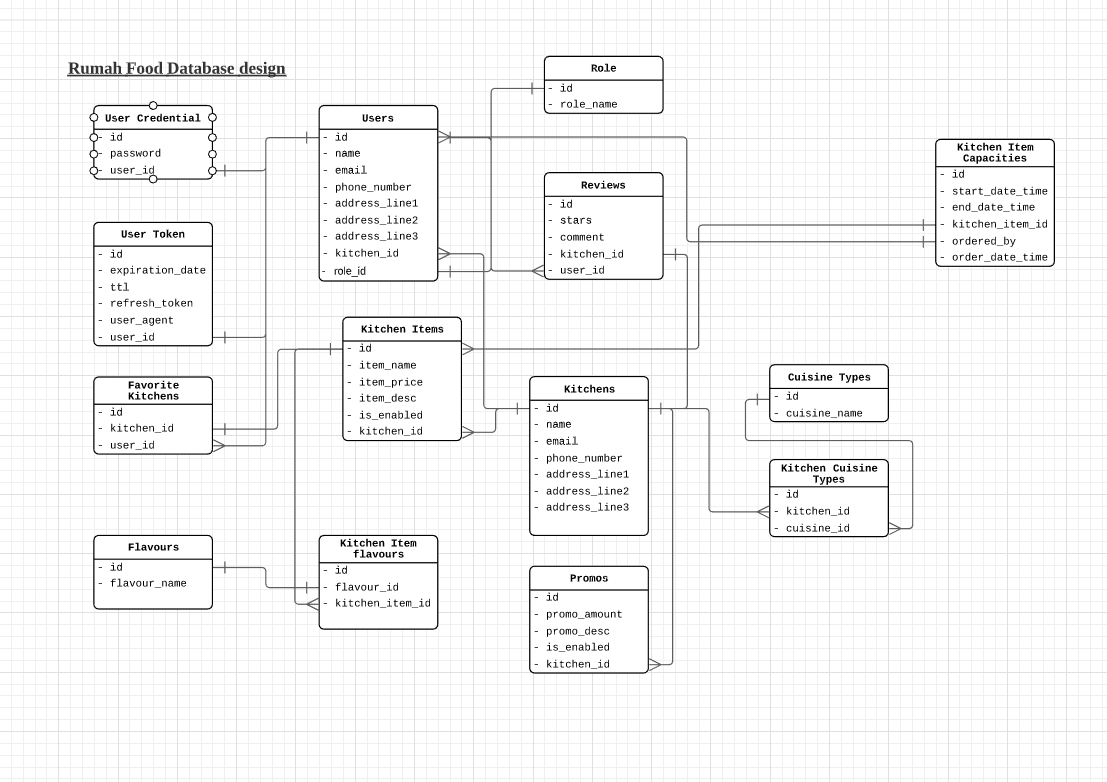 Rumah Food Database design
User Credential
- id
- password
- user_id
User Token
- id
- expiration_date
- ttl
- refresh_token
- user_agent
- user_id
Favorite
Kitchens
- id
- kitchen_id
- user_id
Flavours
- id
- flavour_name
Users
- id
- name
- email
- phone_number
- address_line1
- address_line2
- address_line3
- kitchen_id
- role_id
Kitchen Items
- id
- item_name
- item_price
- item_desc
- is_enabled
- kitchen_id
Kitchen Item
flavours
- id
- flavour_id
- kitchen_item_id
Role
- id
- role_name
Reviews
- id
- stars
- comment
- kitchen_id
- user_id
Kitchens
- id
- name
- email
- phone_number
- address_line1
- address_line2
- address_line3
Promos
- id
- promo_amount
- promo_desc
- is_enabled
- kitchen_id
Cuisine Types
- id
- cuisine_name
Kitchen Cuisine
Types
- id
- kitchen_id
- cuisine_id
Kitchen Item
Capacities
- id
- start_date_time
- end_date_time
- kitchen_item_id
- ordered_by
- order_date_time